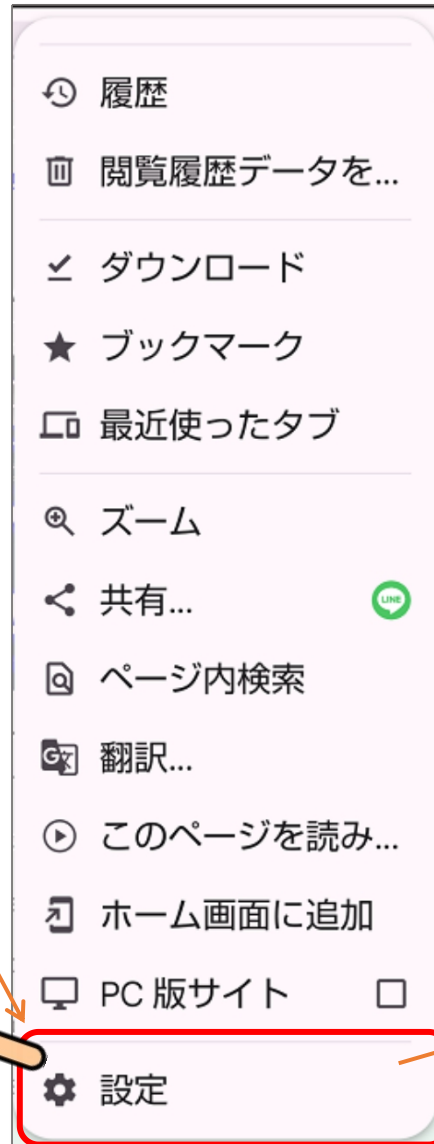 履歴
閲覧履歴データを...
ダウンロード
ブックマーク
最近使ったタブ
ズーム
共有...
LINE
ページ内検索
G文
翻訳...
このページを読み...
ホーム画面に追加
PC 版サイト
設定